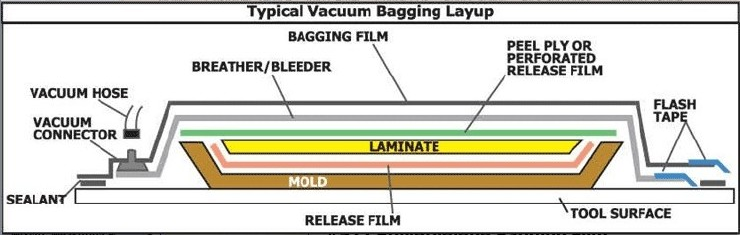 Typical Vacuum Bagging Layup
BAGGING FILM
PEEL PLY OR
PERFORATED
RELEASE FILM
BREATHER/BLEEDER
VACUUM HOSE
FLASH
TAPE
VACUUM
CONNECTOR
LAMINATE
MOLD
SEALANT
RELEASE FILM
TOOL SURFACE